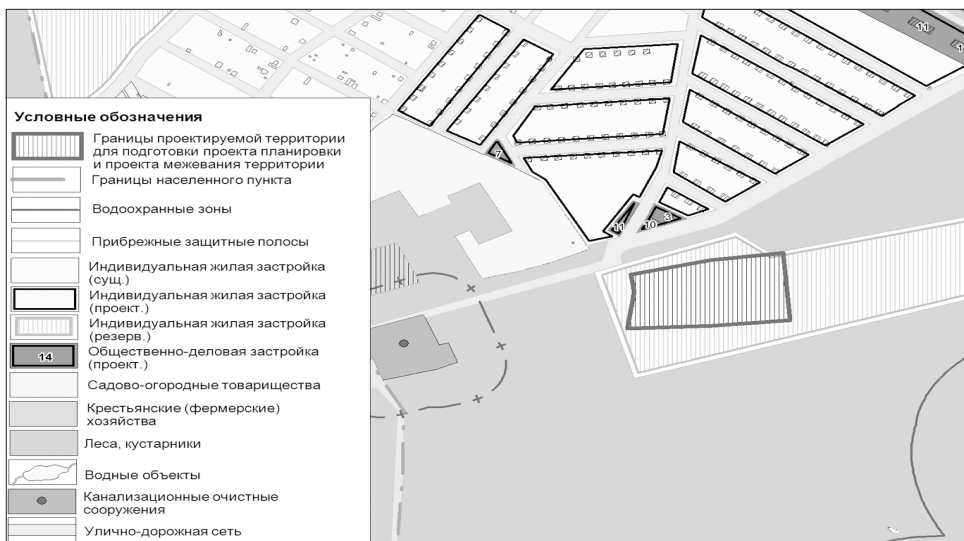 11
11
7
11
10
3
Условные обозначения
Границы проектируемой территории
для подготовки проекта планировки
и проекта межевания территории
Границы населенного пункта
Водоохранные зоны
Прибрежные защитные полосы
Индивидуальная жилая застройка
(сущ.)
Индивидуальная жилая застройка
(проект.)
Индивидуальная жилая застройка
(резерв.)
14
Общественно-деловая застройка
(проект.)
Садово-огородные товарищества
Крестьянские (фермерские)
хозяйства
Леса, кустарники
Водные объекты
Канализационные очистные
сооружения
Улично-дорожная сеть